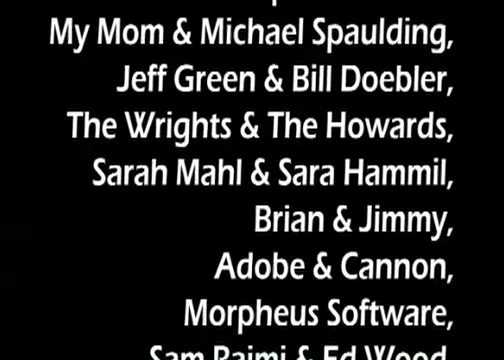 My Mom & Michael Spaulding,
Jeff Green & Bill Doebler,
The Wrights & The Howards,
Sarah Mahl & Sara Hammil,
Brian & Jimmy,
Adobe & Cannon,
Morpheus Software,
Sam Raimi & Ed Wood